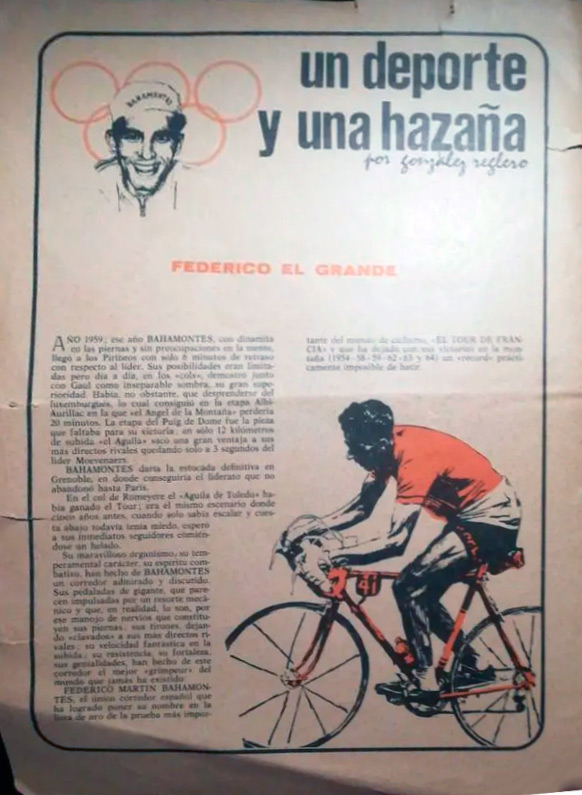 un deporte
y una hazaña
por gonzález reglero
BAHAMONTES
FEDERICO EL GRANDE
AÑO 1959; ese año BAHAMONTES, con dinamita
en las piernas y sin preocupaciones en la mente,
llegó a los Pirineos con sólo 6 minutos de retraso
con respecto al líder. Sus posibilidades eran limita-
das pero día a día, en los «cols», demostró junto
con Gaul como inseparable sombra, su gran supe-
rioridad. Había, no obstante, que desprenderse del
luxemburgués, lo cual consiguió en la etapa Albi-
Aurillac en la que «el Angel de la Montaña» perdería
20 minutos. La etapa del Puig de Dome fue la pieza
que faltaba para su victoria; en sólo 12 kilómetros
de subida «el Aguila» sacó una gran ventaja a sus
más directos rivales quedando sólo a 3 segundos del
líder Moevenaers.
BAHAMONTES daría la estocada definitiva en
Grenoble, en donde conseguiría el liderato que no
abandonó hasta París.
En el col de Romeyere el «Aguila de Toledo» ha-
bía ganado el Tour; era el mismo escenario donde
cinco años antes, cuando sólo sabía escalar y cues-
ta abajo todavía tenía miedo, esperó
a sus inmediatos seguidores comién-
dose un helado.
Su maravilloso organismo, su tem-
peramental carácter, su espíritu com-
bativo, han hecho de BAHAMONTES
un corredor admirado y discutido.
Sus pedaladas de gigante, que pare-
cen impulsadas por un resorte mecá-
nico y que, en realidad, lo son, por
ese manojo de nervios que constitu-
yen sus piernas; sus tirones, dejan-
do «clavados» a sus más directos ri-
vales; su velocidad fantástica en la
subida; su resistencia, su fortaleza,
sus genialidades, han hecho de este
corredor el mejor «grimpeur» del
mundo que jamás ha existido.
FEDERICO MARTIN BAHAMON-
TES, el único corredor español que
ha logrado poner su nombre en la
lista de oro de la prueba más impor-
tante del mundo de ciclismo, «EL TOUR DE FRAN-
CIA» y que ha dejado con sus victorias en la mon-
taña (1954-58-59-62-63 y 64) un «record» prácti-
camente imposible de batir.